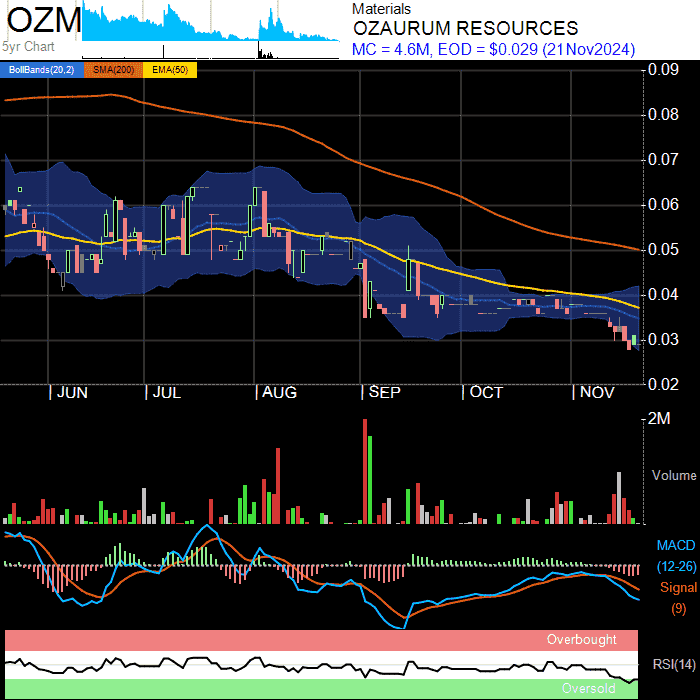 OZM
5yr Chart
Materials
OZAURUM RESOURCES
MC = 4.6M, EOD = $0.029 (21Nov2024)
BollBands(20,2) SMA(200) EMA(50)
0.09
0.08
0.07
0.06
0.05
0.04
0.03
0.02
JUN JUL AUG SEP OCT NOV
2M
Volume
MACD
(12-26)
Signal
(9)
Overbought
RSI(14)
Oversold